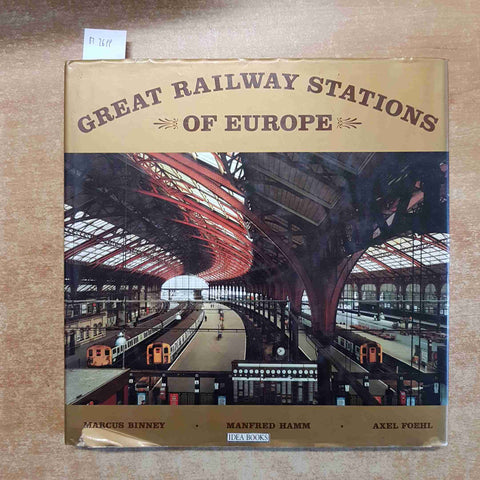 GREAT RAILWAY STATIONS
OF EUROPE
MARCUS BINNEY · MANFRED HAMM · AXEL FOEHL
IDEA BOOKS